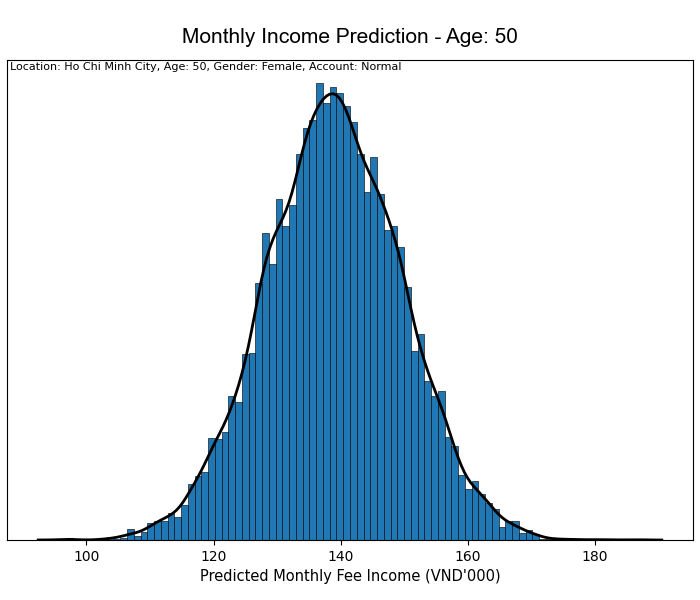 Monthly Income Prediction - Age: 50
Location: Ho Chi Minh City, Age: 50, Gender: Female, Account: Normal
100 120 140 160 180
Predicted Monthly Fee Income (VND'000)